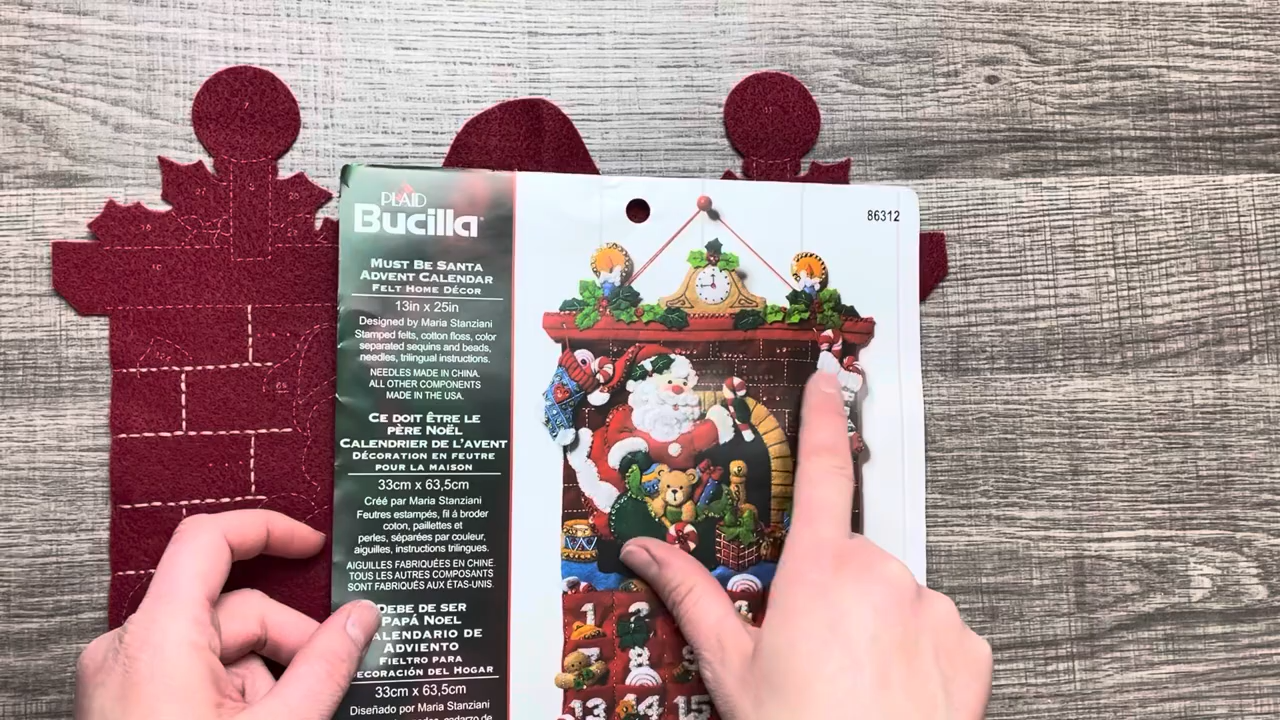 PLAID
Bucilla®
MUST BE SANTA
ADVENT CALENDAR
FELT HOME DÉCOR
13in x 25in
Designed by Maria Stanziani
Stamped felts, cotton floss, color
separated sequins and beads,
needles, trilingual instructions.
NEEDLES MADE IN CHINA.
ALL OTHER COMPONENTS
MADE IN THE USA.
CE DOIT ÊTRE LE
PÈRE NOËL
CALENDRIER DE L'AVENT
DÉCORATION EN FEUTRE
POUR LA MAISON
33cm x 63,5cm
Créé par Maria Stanziani
Feutres estampés, fil à broder
coton, paillettes et
perles, séparées par couleur,
aiguilles, instructions trilingues.
AIGUILLES FABRIQUÉES EN CHINE.
TOUS LES AUTRES COMPOSANTS
SONT FABRIQUÉS AUX ÉTAS-UNIS.
DEBE DE SER
PAPÁ NOEL
CALENDARIO DE
ADVIENTO
FIELTRO PARA
DECORACIÓN DEL HOGAR
33cm x 63,5cm
Diseñado por Maria Stanziani
86312
1 2
13 14 15